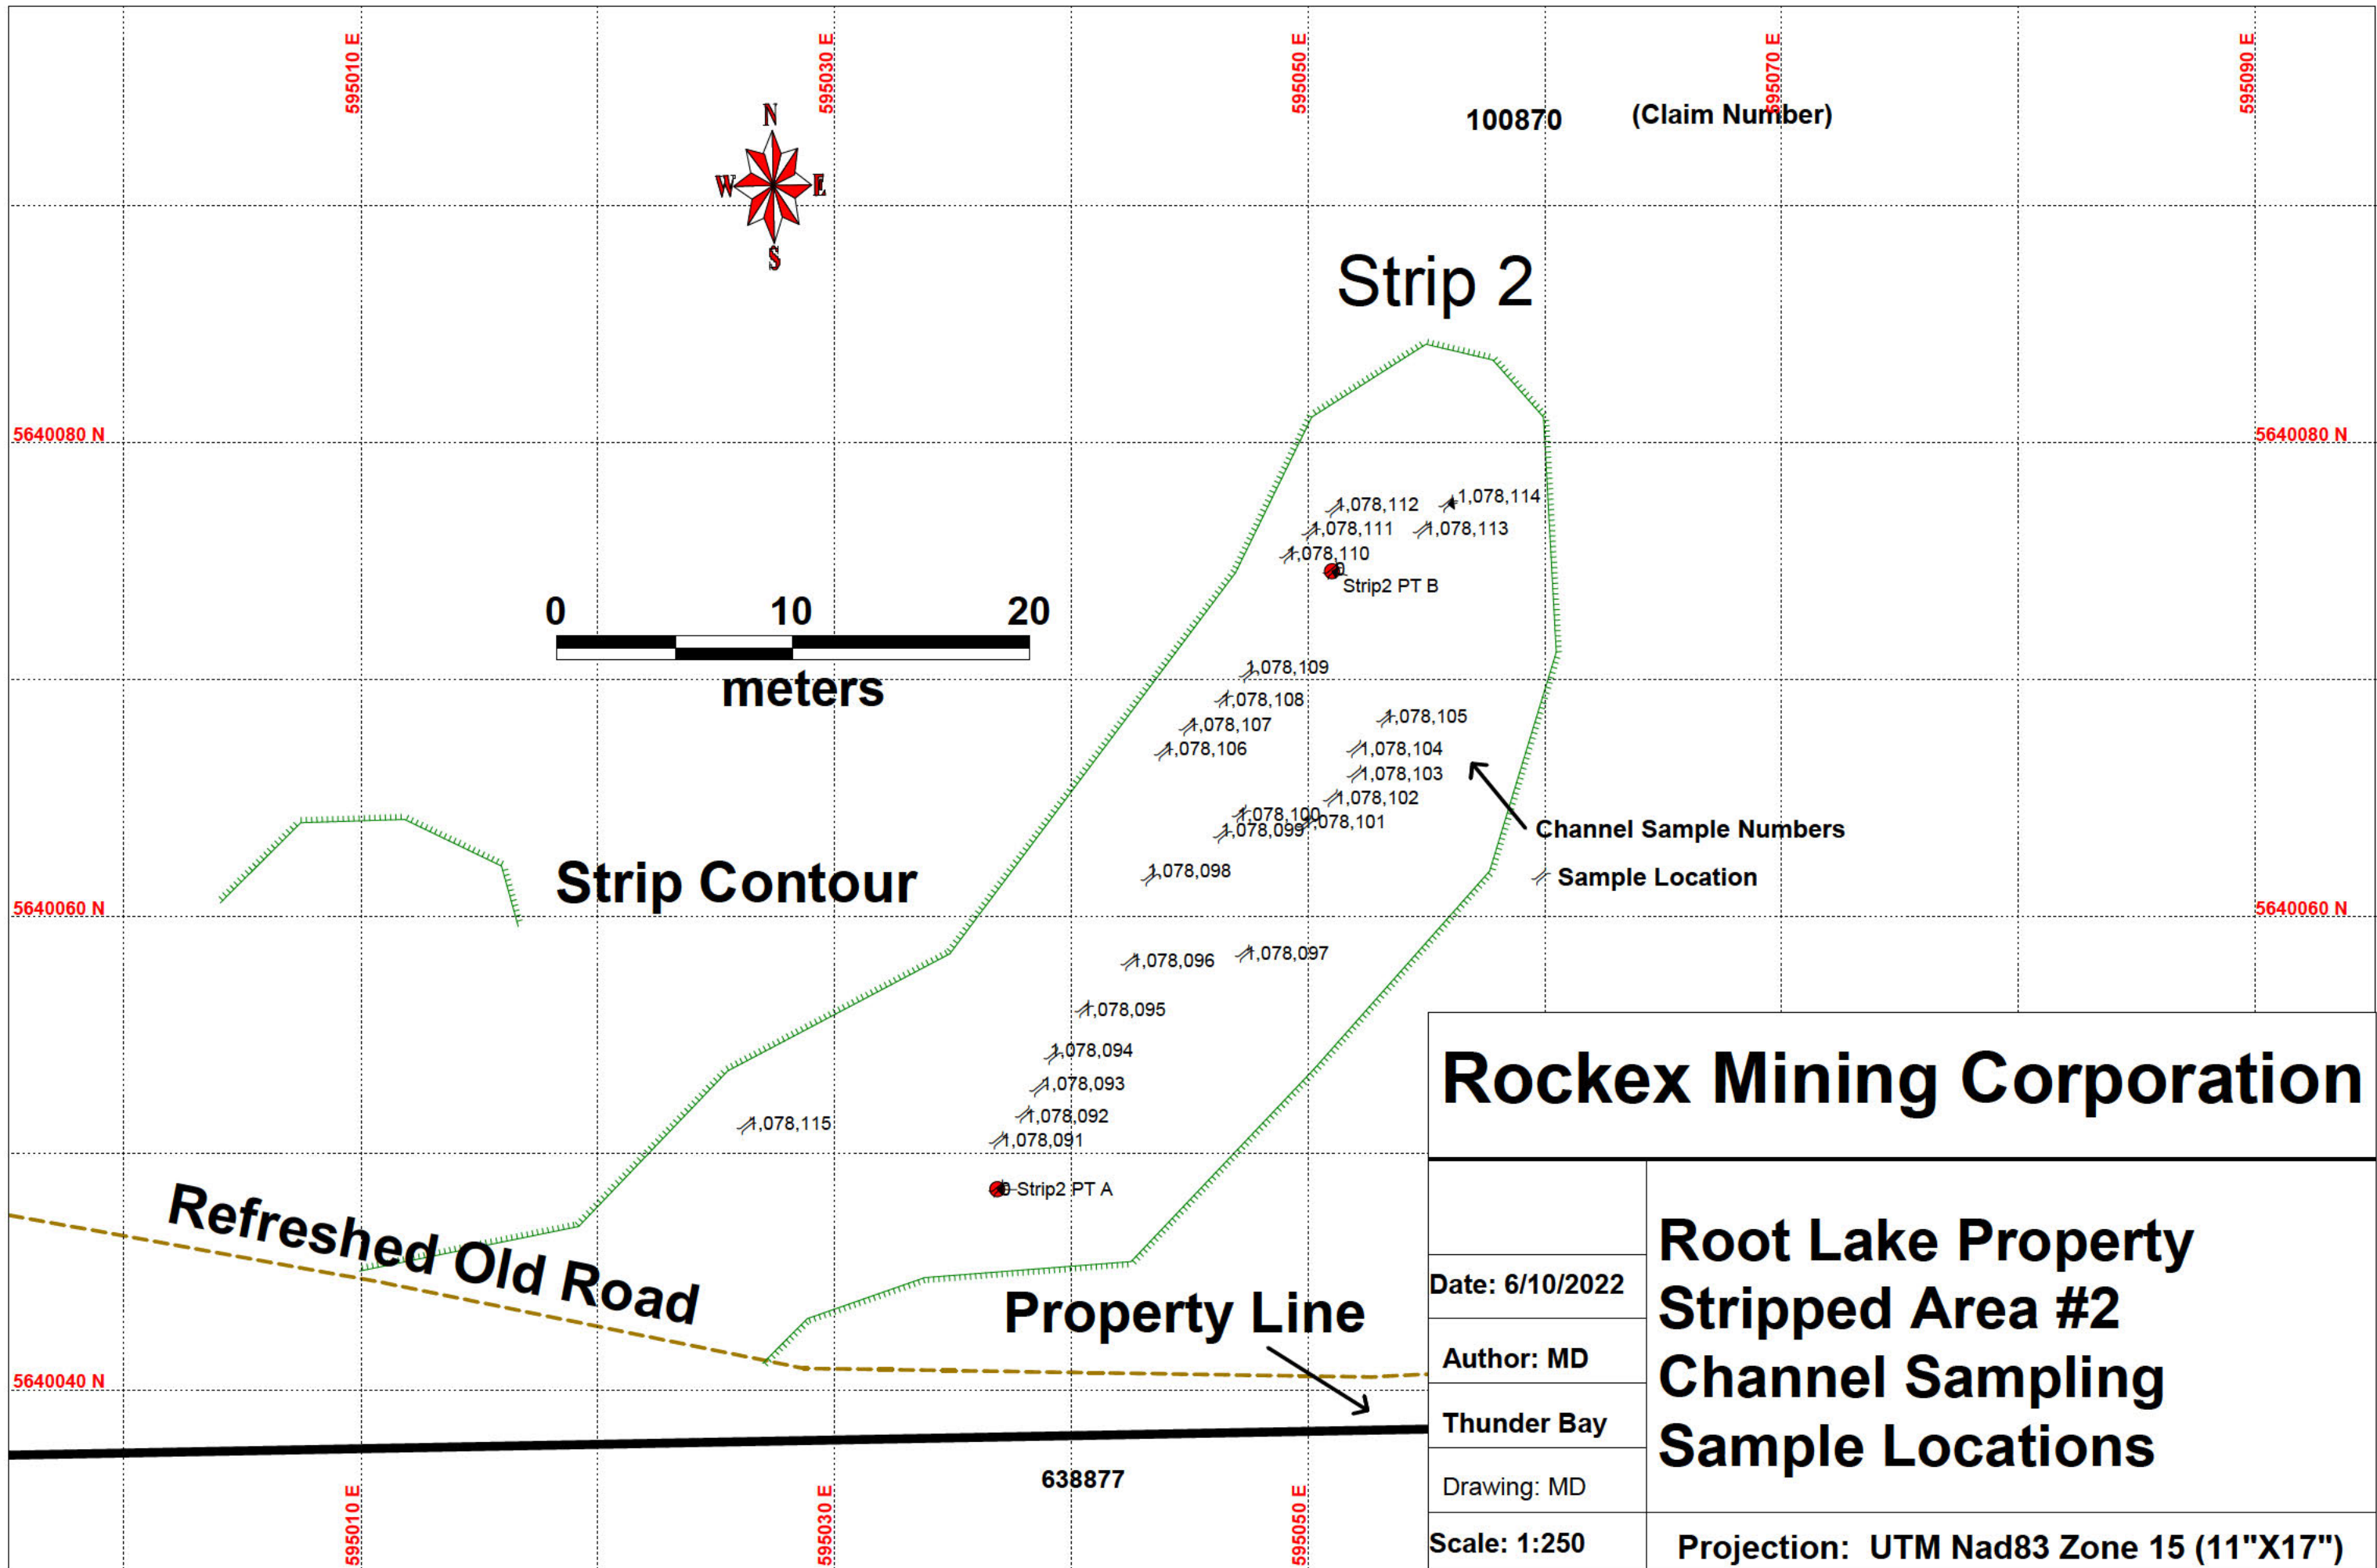 595010 E
595030 E
595050 E
595070 E
595090 E
100870 (Claim Number)
N
W E
S
Strip 2
5640080 N
5640080 N
1,078,114
1,078,112
1,078,111
1,078,113
1,078,110
Strip2 PT B
0 10 20
meters
1,078,109
1,078,108
1,078,107
1,078,106
1,078,105
1,078,104
1,078,103
1,078,102
1,078,100
1,078,101
1,078,099
Channel Sample Numbers
1,078,098
Sample Location
Strip Contour
5640060 N
5640060 N
1,078,097
1,078,096
1,078,095
1,078,094
1,078,093
1,078,092
1,078,115
1,078,091
Strip2 PT A
Refreshed Old Road
Property Line
5640040 N
638877
595010 E
595030 E
595050 E
Rockex Mining Corporation
Date: 6/10/2022
Author: MD
Thunder Bay
Drawing: MD
Scale: 1:250
Root Lake Property
Stripped Area #2
Channel Sampling
Sample Locations
Projection: UTM Nad83 Zone 15 (11"X17")